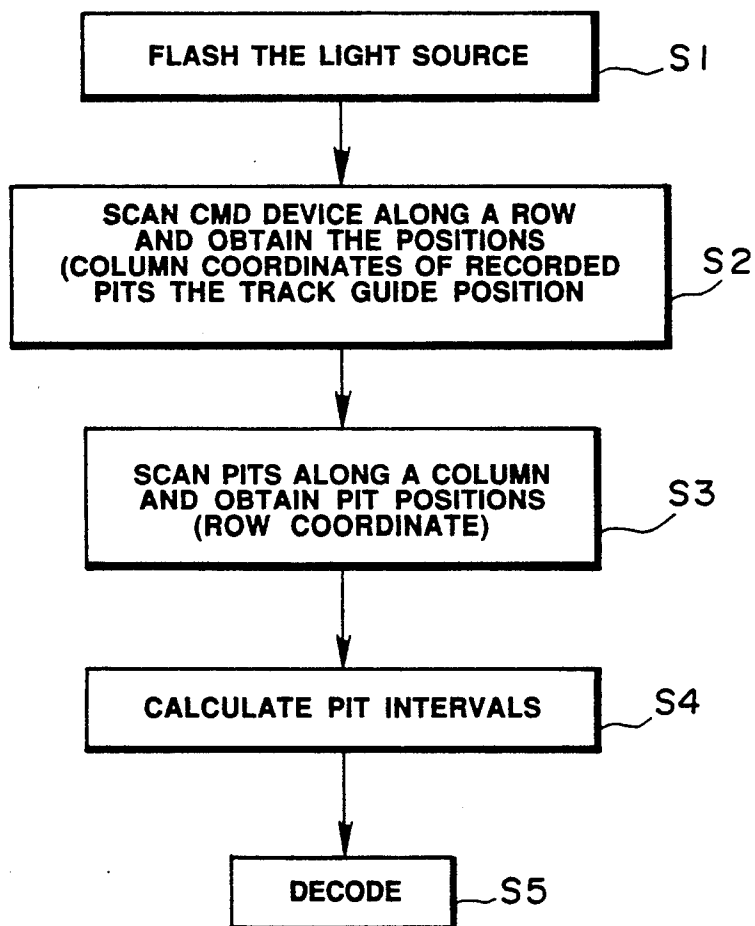 FLASH THE LIGHT SOURCE
S1
SCAN CMD DEVICE ALONG A ROW
AND OBTAIN THE POSITIONS
(COLUMN COORDINATES OF RECORDED
PITS THE TRACK GUIDE POSITION
S2
SCAN PITS ALONG A COLUMN
AND OBTAIN PIT POSITIONS
(ROW COORDINATE)
S3
CALCULATE PIT INTERVALS
S4
DECODE
S5